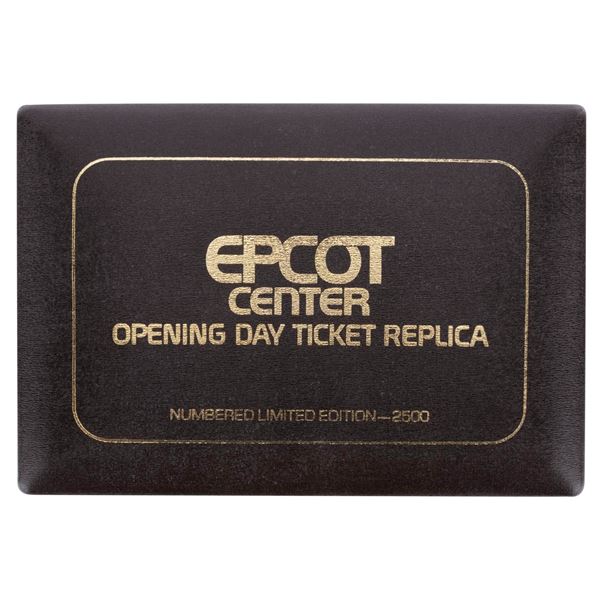 EPCOT
CENTER
OPENING DAY TICKET REPLICA
NUMBERED LIMITED EDITION—2500